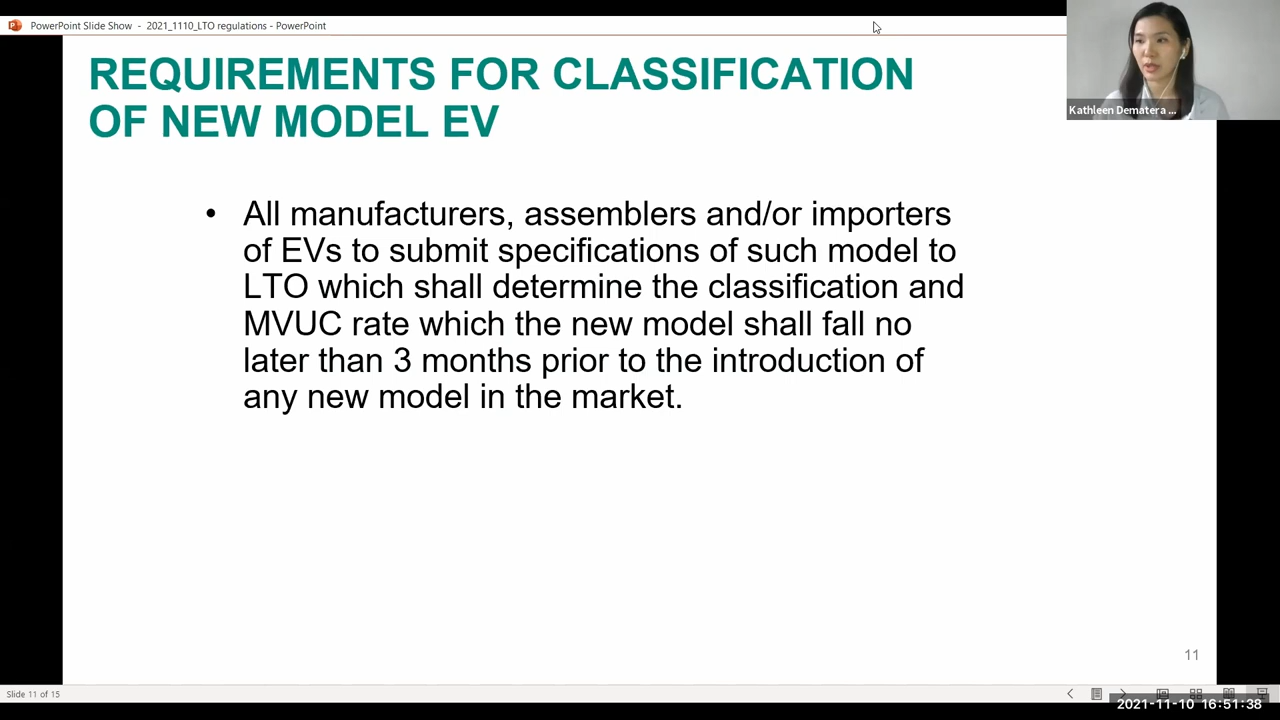 PowerPoint Slide Show - 2021_1110_LTO regulations - PowerPoint
Kathleen Dematera ...
REQUIREMENTS FOR CLASSIFICATION
OF NEW MODEL EV
• All manufacturers, assemblers and/or importers
of EVs to submit specifications of such model to
LTO which shall determine the classification and
MVUC rate which the new model shall fall no
later than 3 months prior to the introduction of
any new model in the market.
11
Slide 11 of 15
2021-11-10 16:51:38